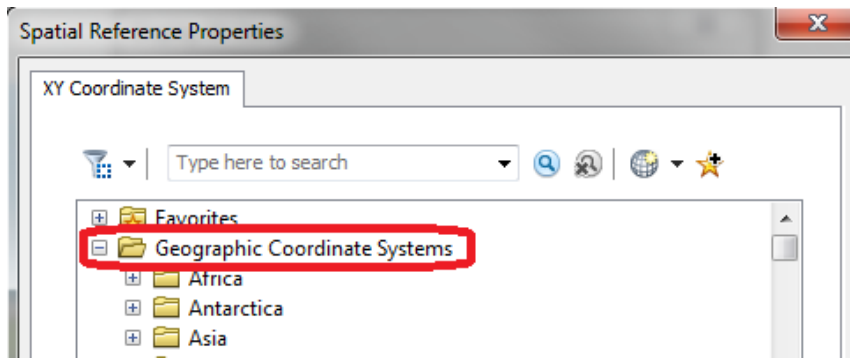 Spatial Reference Properties
XY Coordinate System
Type here to search
Favorites
Geographic Coordinate Systems
Africa
Antarctica
Asia